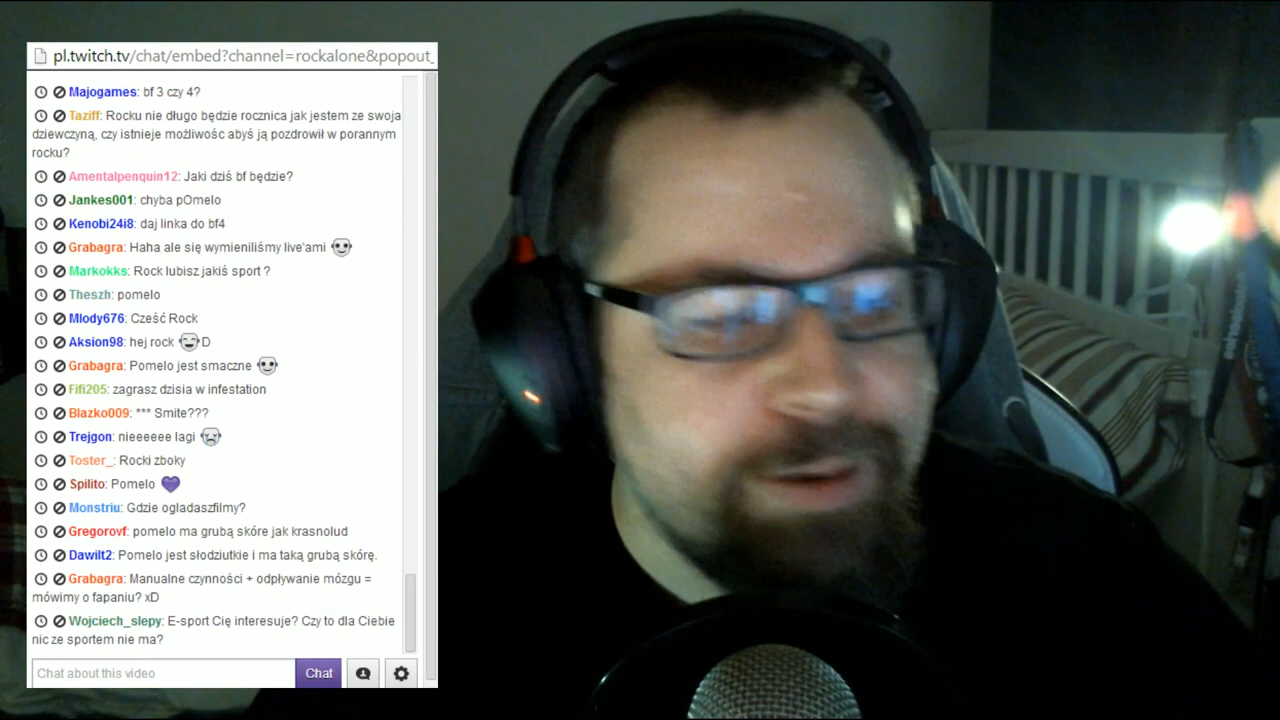 pl.twitch.tv/chat/embed?channel=rockalone&popout_
Majogames: bf 3 czy 4?
Taziff: Rocku nie długo będzie rocznica jak jestem ze swoja
dziewczyną, czy istnieje możliwośc abyś ją pozdrowił w porannym
rocku?
Amentalpenquin12: Jaki dziś bf będzie?
Jankes001: chyba pOmelo
Kenobi24i8: daj linka do bf4
Grabagra: Haha ale się wymieniliśmy live'ami
Markokks: Rock lubisz jakiś sport ?
Theszh: pomelo
Mlody676: Cześć Rock
Aksion98: hej rock D
Grabagra: Pomelo jest smaczne
Fifi205: zagrasz dzisia w infestation
Blazko009: *** Smite???
Trejgon: nieeeeee lagi
Toster_: Rocki zboky
Spilito: Pomelo
Monstriu: Gdzie ogladaszfilmy?
Gregorovf: pomelo ma grubą skóre jak krasnolud
Dawilt2: Pomelo jest słodziutkie i ma taką grubą skórę.
Grabagra: Manualne czynności + odpływanie mózgu =
mówimy o fapaniu? xD
Wojciech_slepy: E-sport Cię interesuje? Czy to dla Ciebie
nic ze sportem nie ma?
Chat about this video
Chat